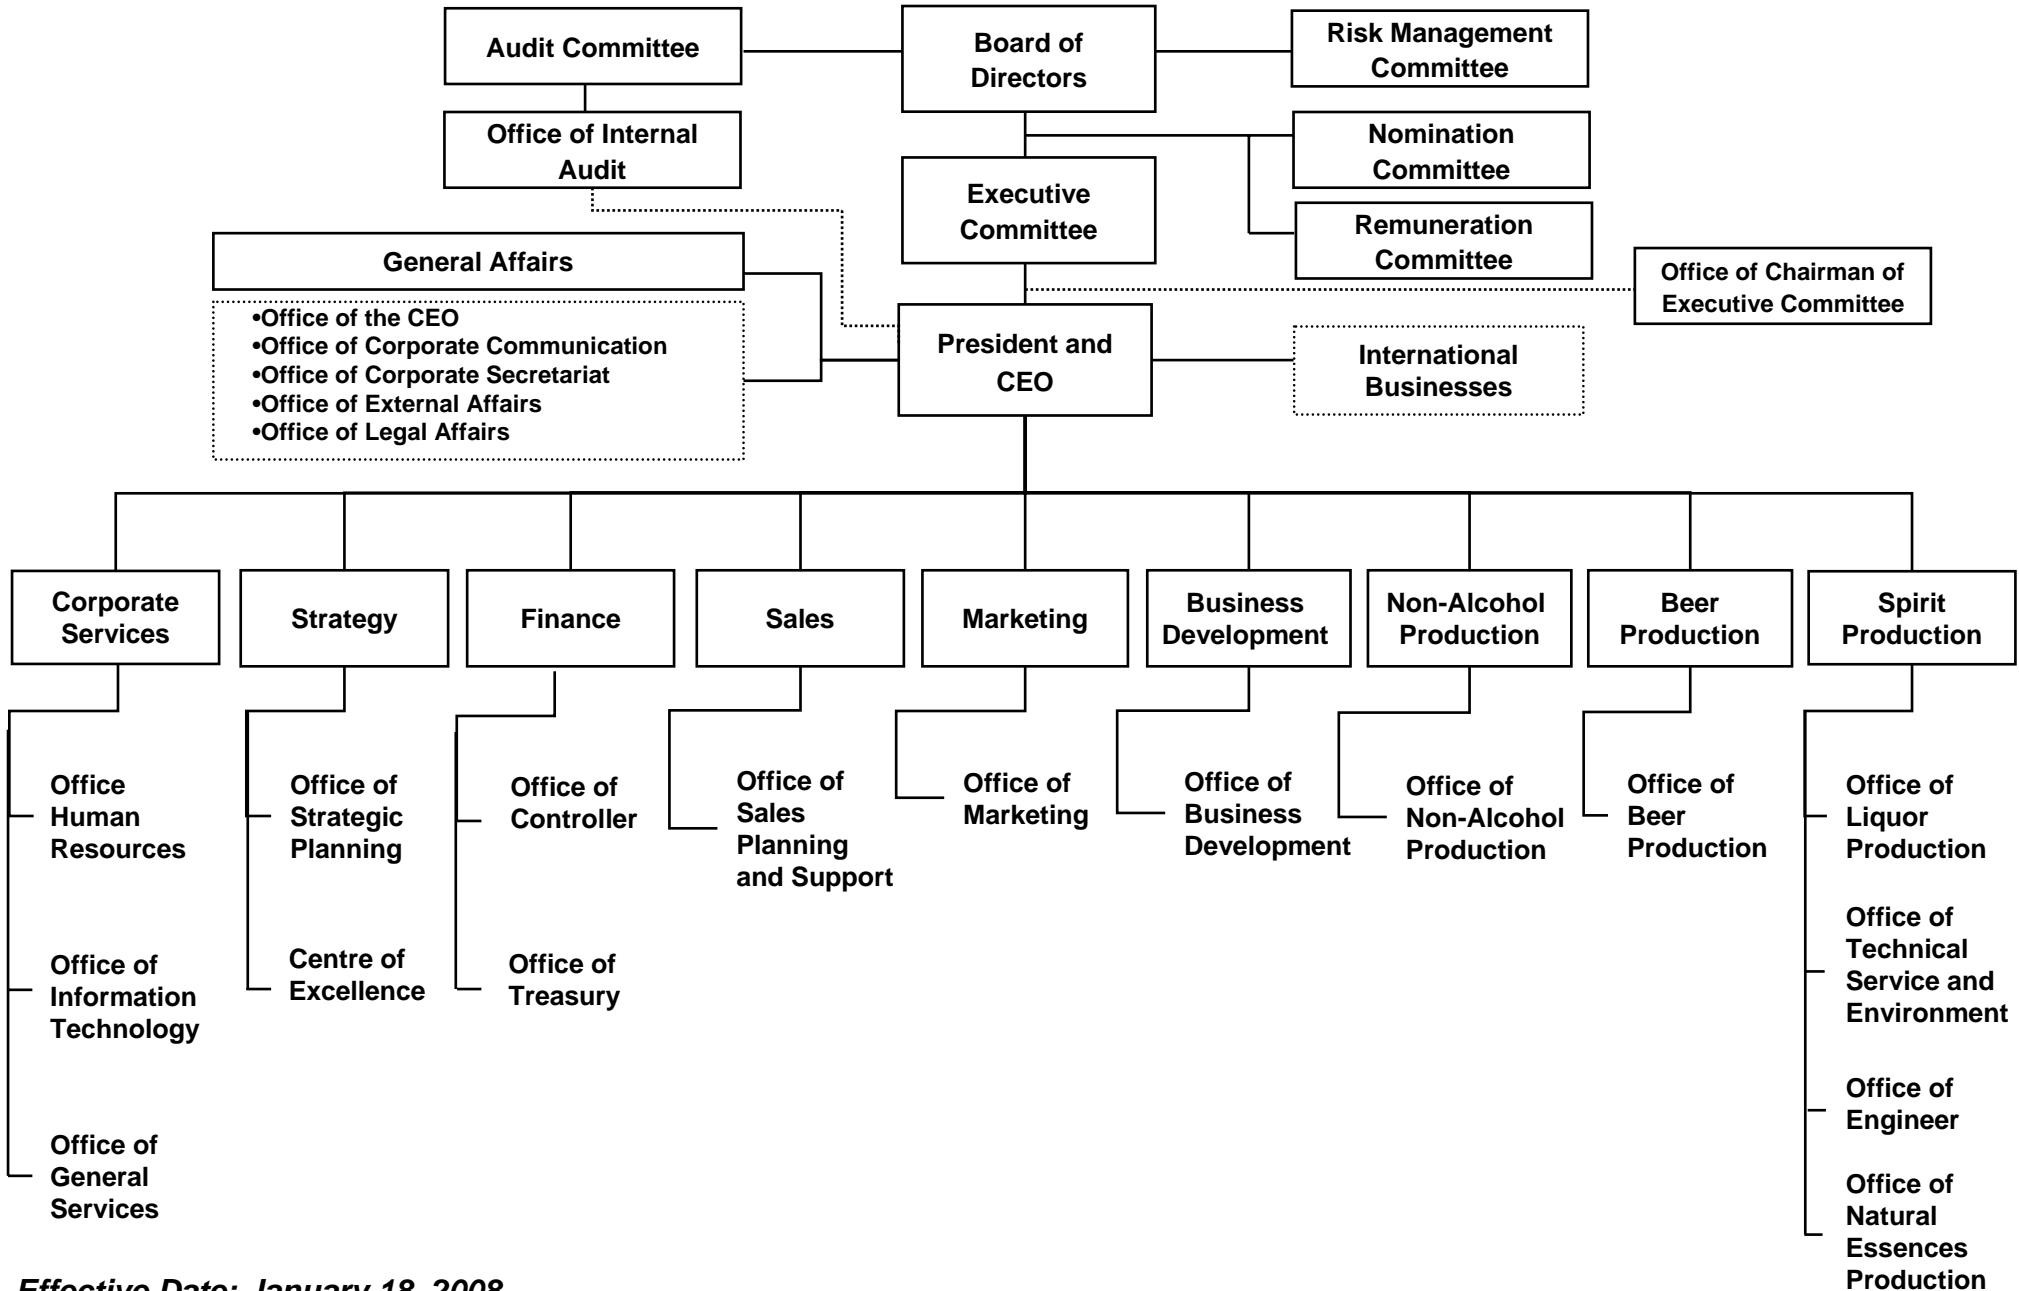 Audit Committee
Board of
Directors
Risk Management
Committee
Office of Internal
Audit
Nomination
Committee
Executive
Committee
Remuneration
Committee
General Affairs
Office of Chairman of
Executive Committee
•Office of the CEO
•Office of Corporate Communication
•Office of Corporate Secretariat
•Office of External Affairs
•Office of Legal Affairs
President and
CEO
International
Businesses
Corporate
Services
Strategy
Finance
Sales
Marketing
Business
Development
Non-Alcohol
Production
Beer
Production
Spirit
Production
Office
Human
Resources
Office of
Information
Technology
Office of
General
Services
Office of
Strategic
Planning
Centre of
Excellence
Office of
Controller
Office of
Treasury
Office of
Sales
Planning
and Support
Office of
Marketing
Office of
Business
Development
Office of
Non-Alcohol
Production
Office of
Beer
Production
Office of
Liquor
Production
Office of
Technical
Service and
Environment
Office of
Engineer
Office of
Natural
Essences
Production
Effective Date: January 18, 2008